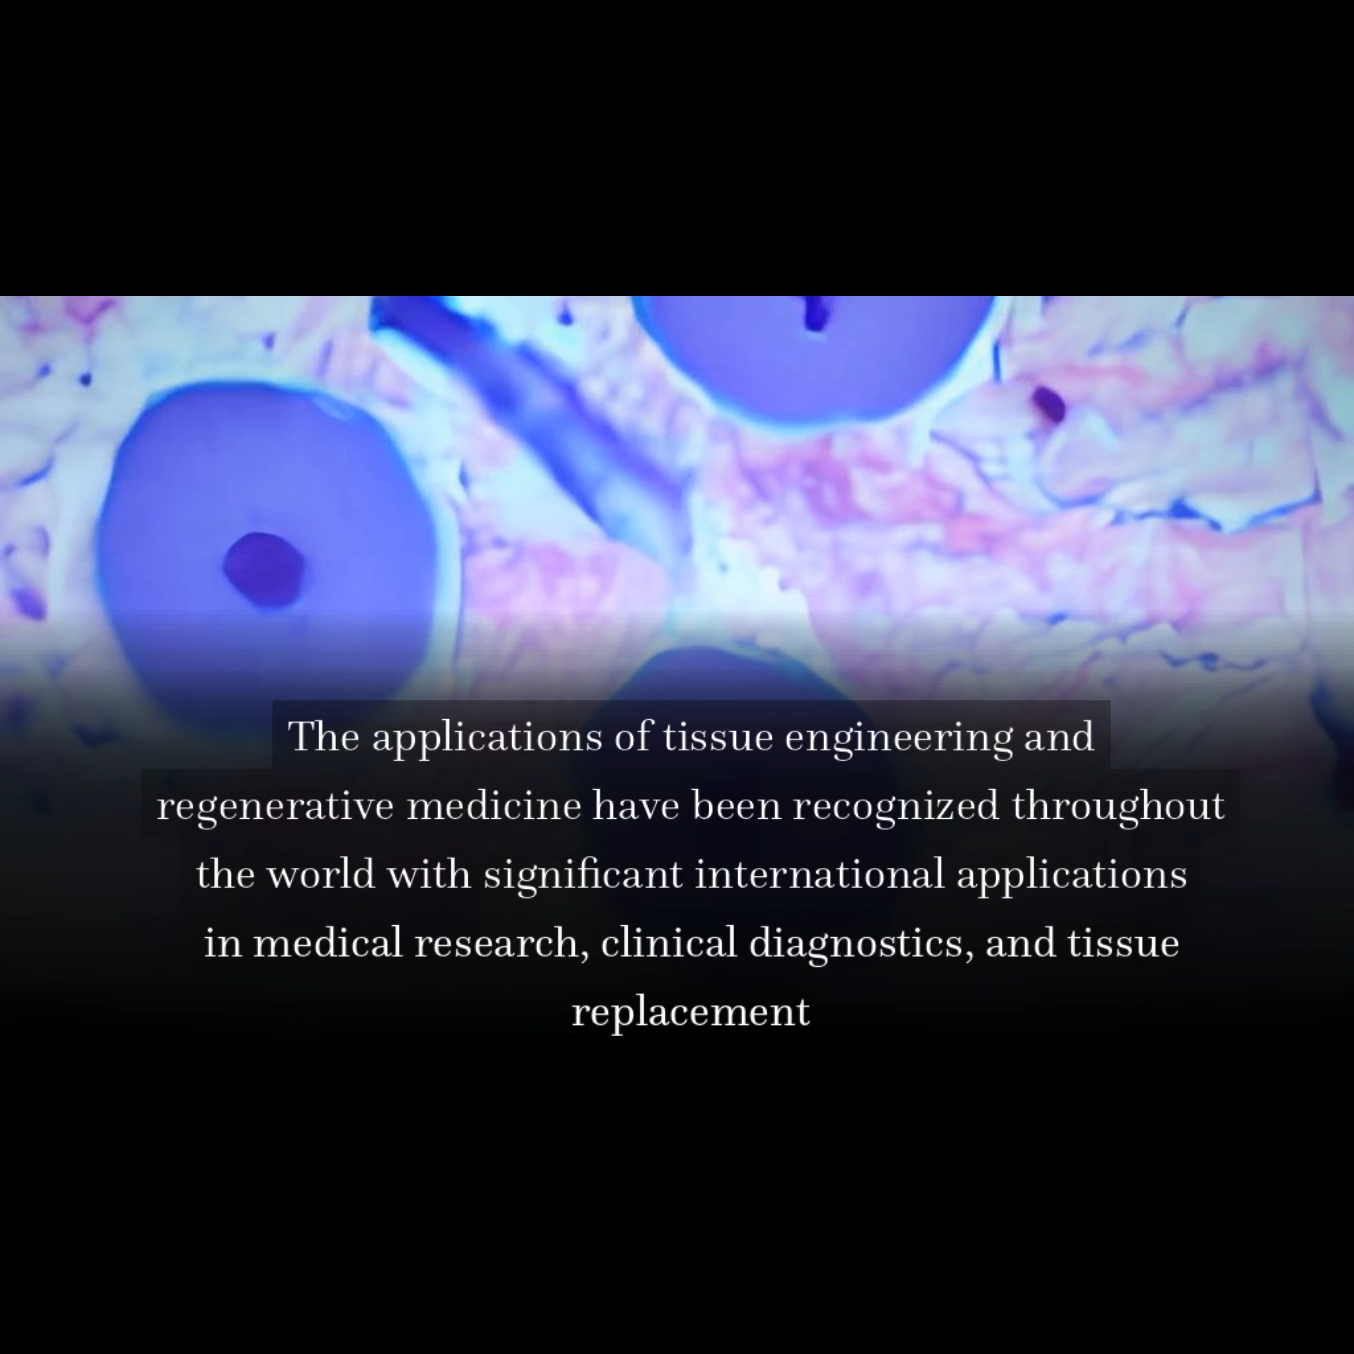 The applications of tissue engineering and
regenerative medicine have been recognized throughout
the world with significant international applications
in medical research, clinical diagnostics, and tissue
replacement